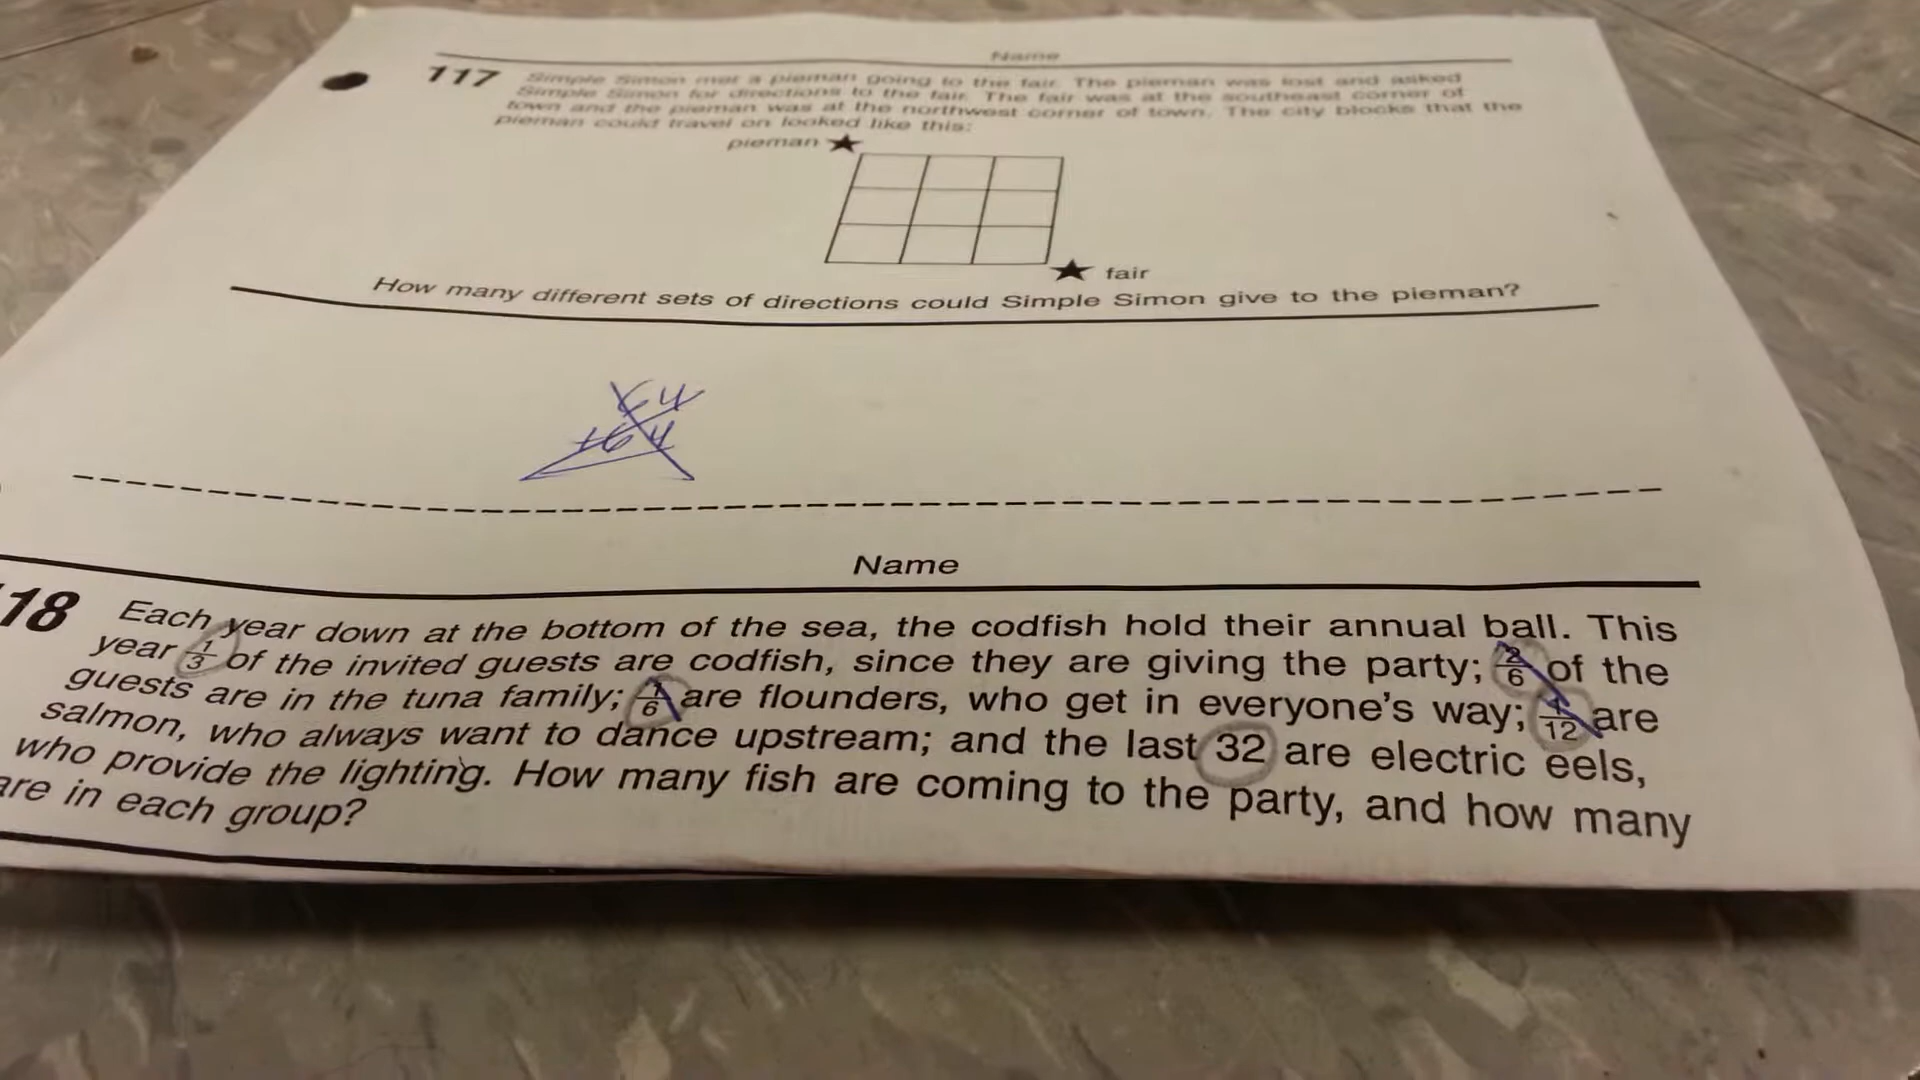 Name
117 Simple Simon met a pieman going to the fair. The pieman was lost and asked
Simple Simon for directions to the fair. The fair was at the southeast corner of
town and the pieman was at the northwest corner of town. The city blocks that the
pieman could travel on looked like this:
pieman
fair
How many different sets of directions could Simple Simon give to the pieman?
64
+64
Name
18 Each year down at the bottom of the sea, the codfish hold their annual ball. This
year 1/3 of the invited guests are codfish, since they are giving the party; 2/6 of the
guests are in the tuna family; 1/6 are flounders, who get in everyone's way; 1/12 are
salmon, who always want to dance upstream; and the last 32 are electric eels,
who provide the lighting. How many fish are coming to the party, and how many
are in each group?